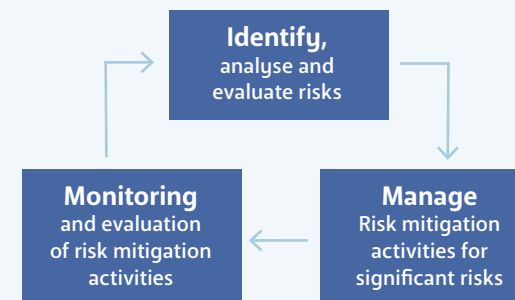 Identify,
analyse and
evaluate risks
Monitoring
and evaluation
of risk mitigation
activities
Manage
Risk mitigation
activities for
significant risks